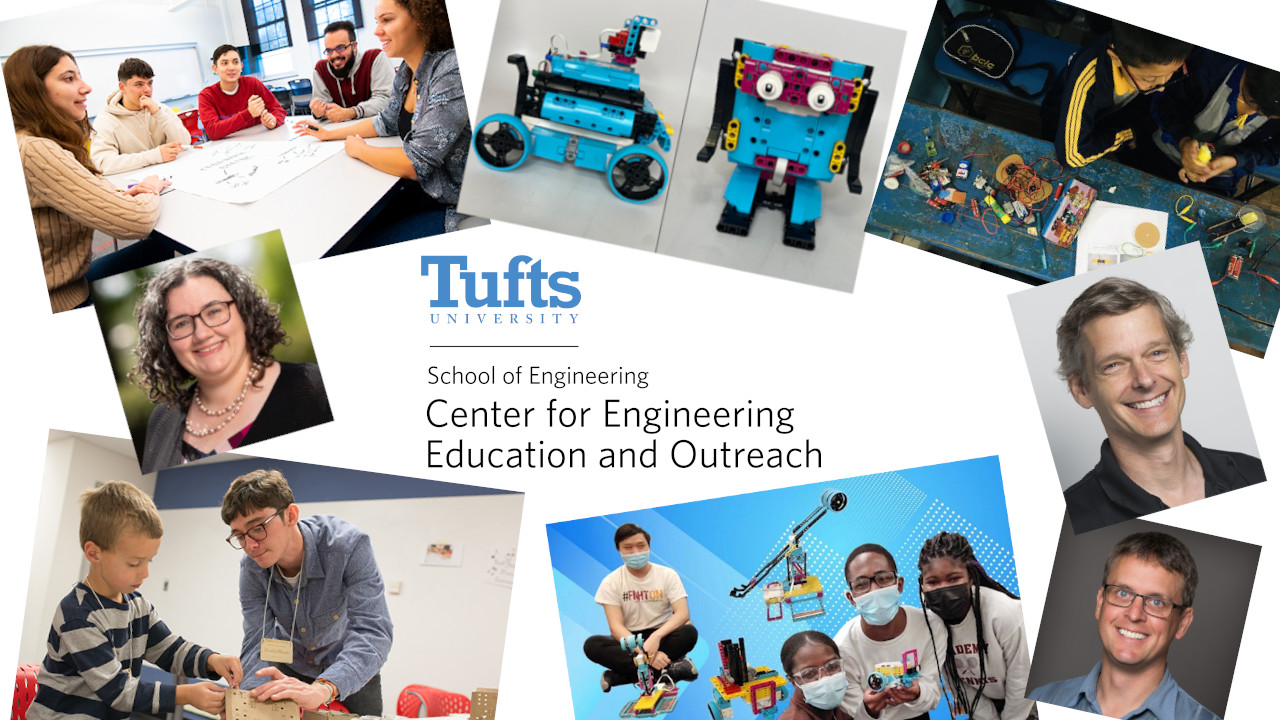 Tufts
UNIVERSITY
School of Engineering
Center for Engineering
Education and Outreach